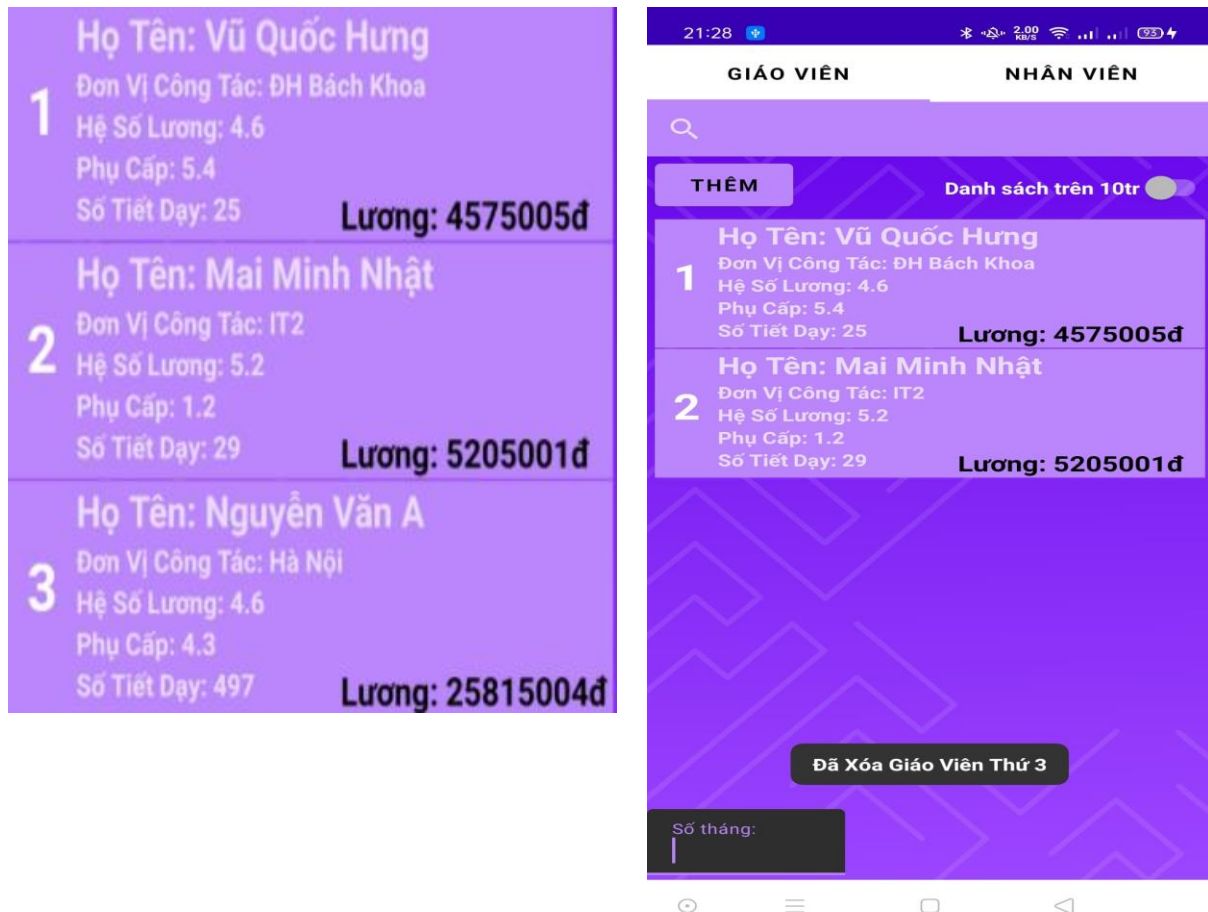 Họ Tên: Vũ Quốc Hưng
Đơn Vị Công Tác: ĐH Bách Khoa
1
Hệ Số Lương: 4.6
Phụ Cấp: 5.4
Số Tiết Dạy: 25
Lương: 4575005đ
Họ Tên: Mai Minh Nhật
Đơn Vị Công Tác: IT2
2
Hệ Số Lương: 5.2
Phụ Cấp: 1.2
Số Tiết Dạy: 29
Lương: 5205001đ
Họ Tên: Nguyễn Văn A
Đơn Vị Công Tác: Hà Nội
3
Hệ Số Lương: 4.6
Phụ Cấp: 4.3
Số Tiết Dạy: 497
Lương: 25815004đ
21:28
2.00 KB/S
93
GIÁO VIÊN
NHÂN VIÊN
THÊM
Danh sách trên 10tr
Họ Tên: Vũ Quốc Hưng
Đơn Vị Công Tác: ĐH Bách Khoa
1
Hệ Số Lương: 4.6
Phụ Cấp: 5.4
Số Tiết Dạy: 25
Lương: 4575005đ
Họ Tên: Mai Minh Nhật
Đơn Vị Công Tác: IT2
2
Hệ Số Lương: 5.2
Phụ Cấp: 1.2
Số Tiết Dạy: 29
Lương: 5205001đ
Đã Xóa Giáo Viên Thứ 3
Số tháng: